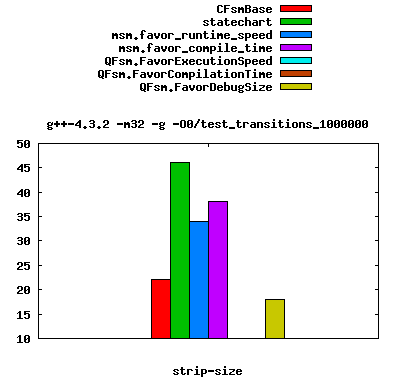 CFsmBase
statechart
msm.favor_runtime_speed
msm.favor_compile_time
QFsm.FavorExecutionSpeed
QFsm.FavorCompilationTime
QFsm.FavorDebugSize
g++-4.3.2 -m32 -g -O0/test_transitions_1000000
50
45
40
35
30
25
20
15
10
strip-size